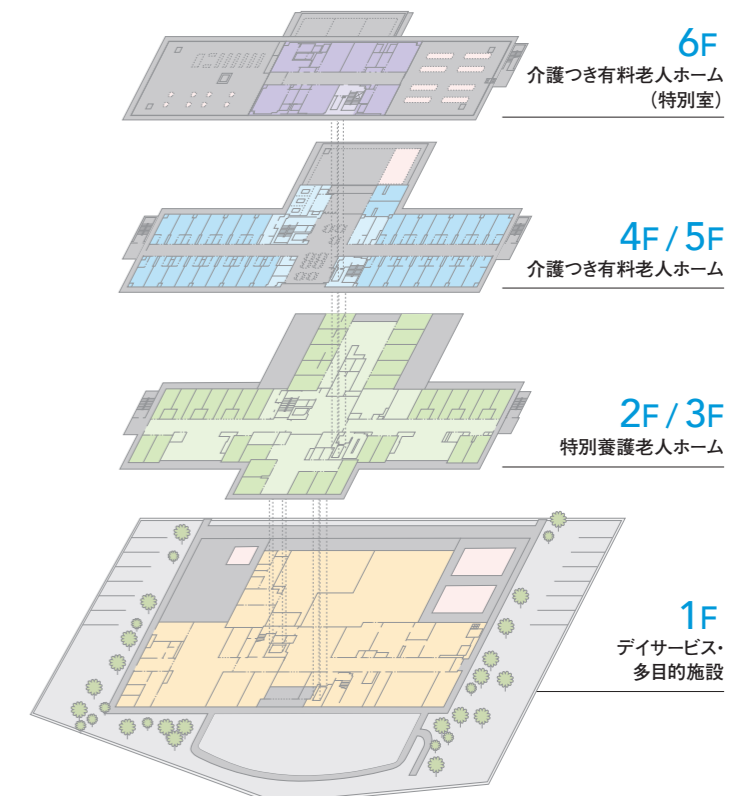 6F
介護つき有料老人ホーム
（特別室）
4F / 5F
介護つき有料老人ホーム
2F / 3F
特別養護老人ホーム
1F
デイサービス・
多目的施設